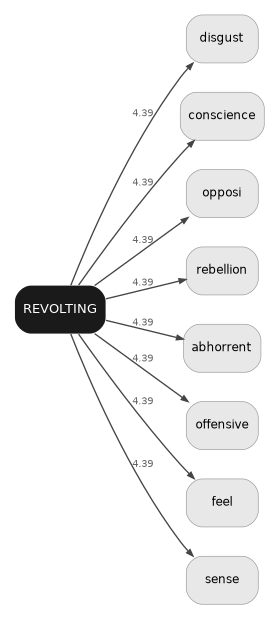 disgust
4.39
conscience
4.39
opposi
4.39
rebellion
4.39
REVOLTING
4.39
abhorrent
4.39
offensive
4.39
feel
4.39
sense